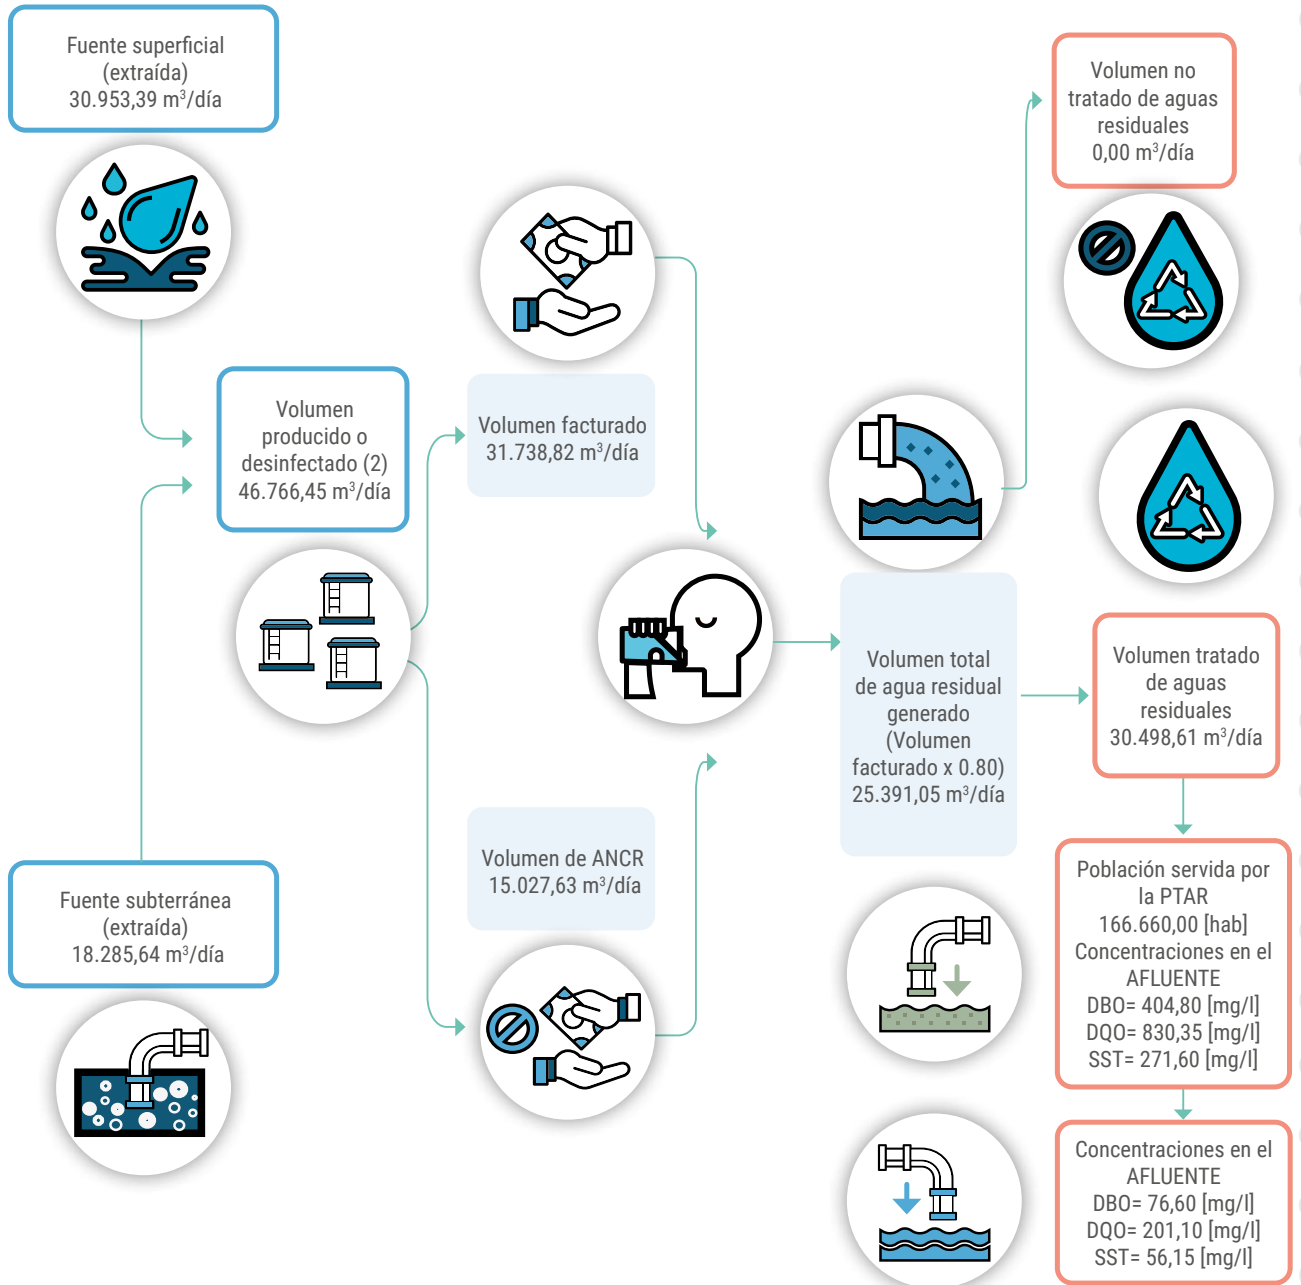 Fuente superficial
(extraída)
30.953,39 m³/día
Volumen
producido o
desinfectado (2)
46.766,45 m³/día
Fuente subterránea
(extraída)
18.285,64 m³/día
Volumen facturado
31.738,82 m³/día
Volumen de ANCR
15.027,63 m³/día
Volumen total
de agua residual
generado
(Volumen
facturado x 0.80)
25.391,05 m³/día
Volumen no
tratado de aguas
residuales
0,00 m³/día
Volumen tratado
de aguas
residuales
30.498,61 m³/día
Población servida por
la PTAR
166.660,00 [hab]
Concentraciones en el
AFLUENTE
DBO= 404,80 [mg/l]
DQO= 830,35 [mg/l]
SST= 271,60 [mg/l]
Concentraciones en el
AFLUENTE
DBO= 76,60 [mg/l]
DQO= 201,10 [mg/l]
SST= 56,15 [mg/l]